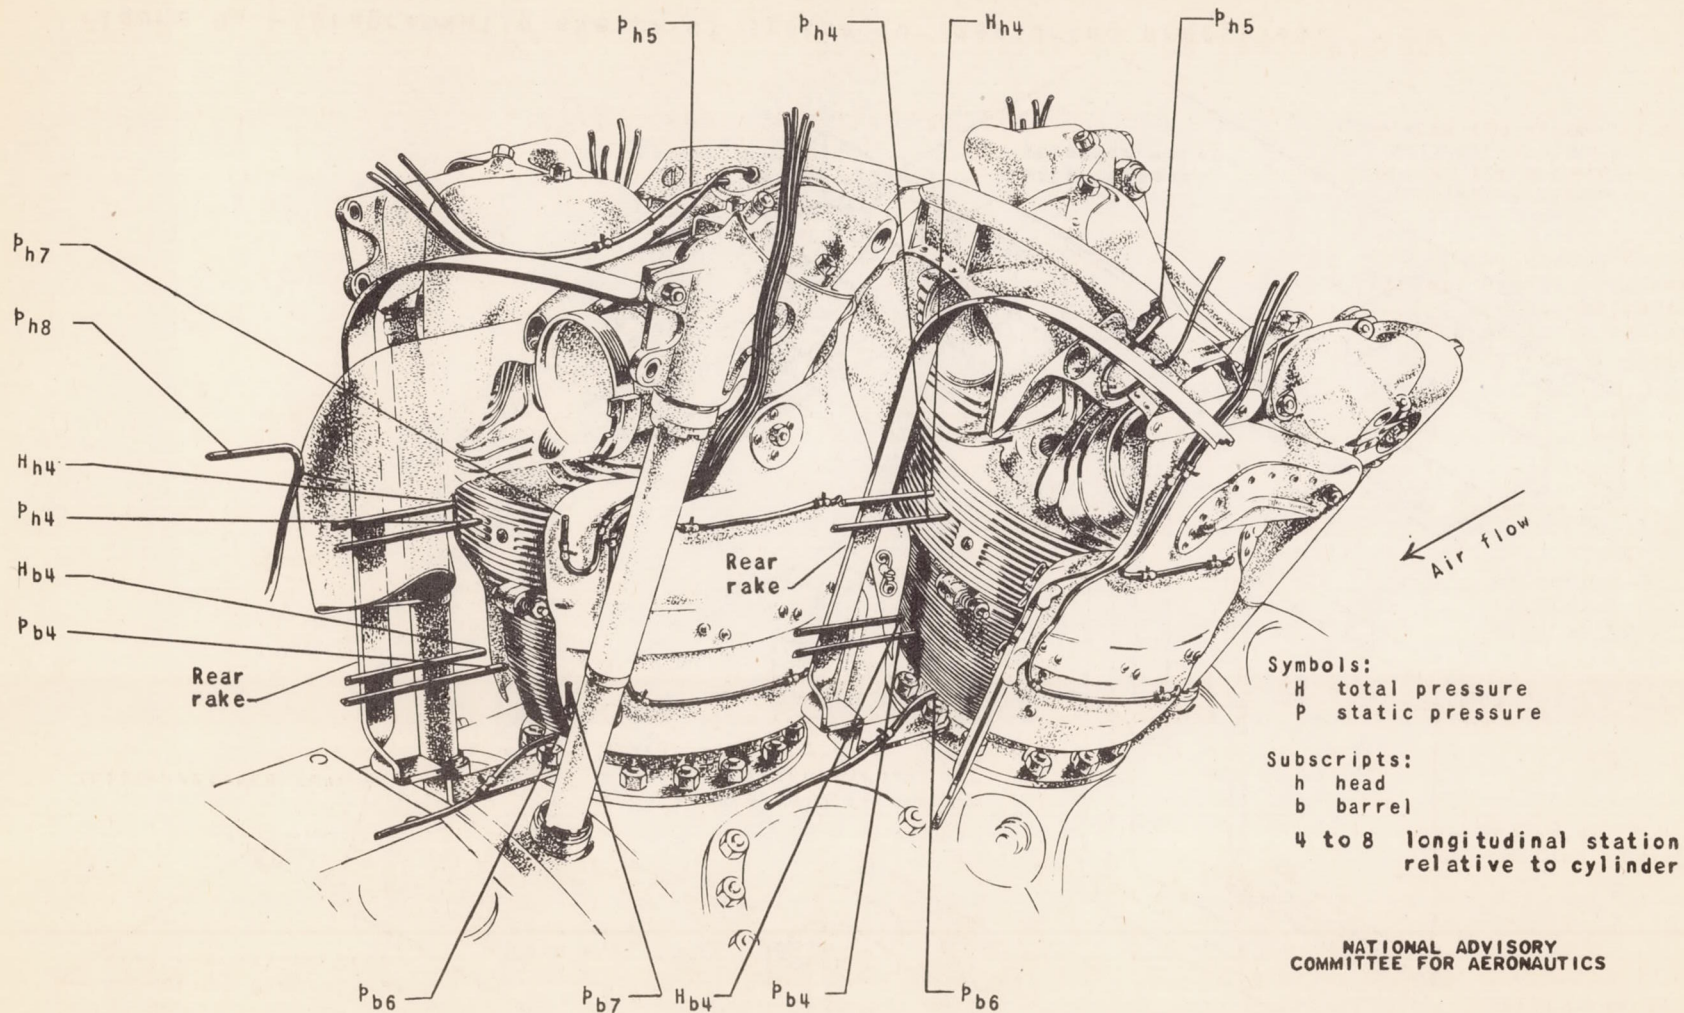 Ph5
Ph4
Hh4
Ph5
Ph7
Ph8
Hh4
Ph4
Hb4
Pb4
Rear
rake
Rear
rake
Air flow
Symbols:
H total pressure
P static pressure
Subscripts:
h head
b barrel
4 to 8 longitudinal station
relative to cylinder
NATIONAL ADVISORY
COMMITTEE FOR AERONAUTICS
Pb6
Pb7
Hb4
Pb4
Pb6